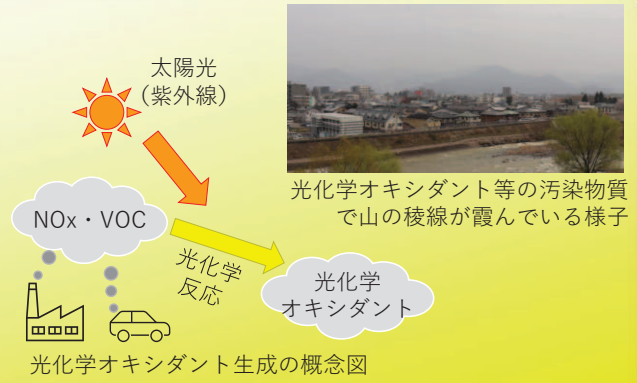 太陽光
(紫外線)
NOx・VOC
光化学
反応
光化学
オキシダント
光化学オキシダント生成の概念図
光化学オキシダント等の汚染物質
で山の稜線が霞んでいる様子